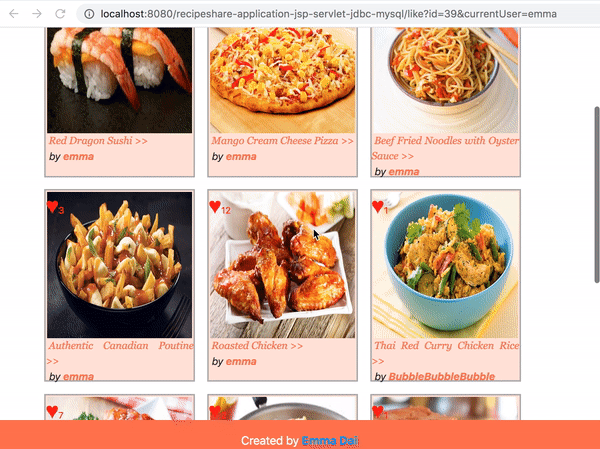 localhost:8080/recipeshare-application-jsp-servlet-jdbc-mysql/like?id=39&currentUser=emma
Red Dragon Sushi >>
by emma
Mango Cream Cheese Pizza >>
by emma
Beef Fried Noodles with Oyster
Sauce >>
by emma
3
12
1
Authentic Canadian Poutine
>>
by emma
Roasted Chicken >>
by emma
Thai Red Curry Chicken Rice
>>
by BubbleBubbleBubble
7
Created by Emma Dai